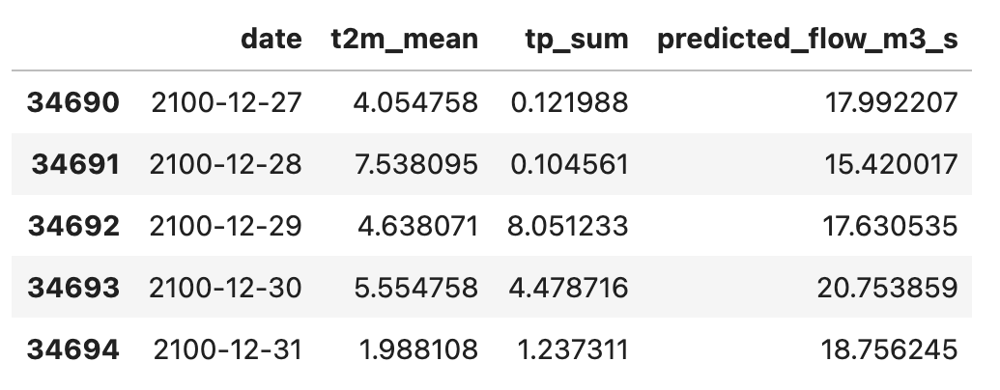 date t2m_mean tp_sum predicted_flow_m3_s
34690 2100-12-27 4.054758 0.121988 17.992207
34691 2100-12-28 7.538095 0.104561 15.420017
34692 2100-12-29 4.638071 8.051233 17.630535
34693 2100-12-30 5.554758 4.478716 20.753859
34694 2100-12-31 1.988108 1.237311 18.756245